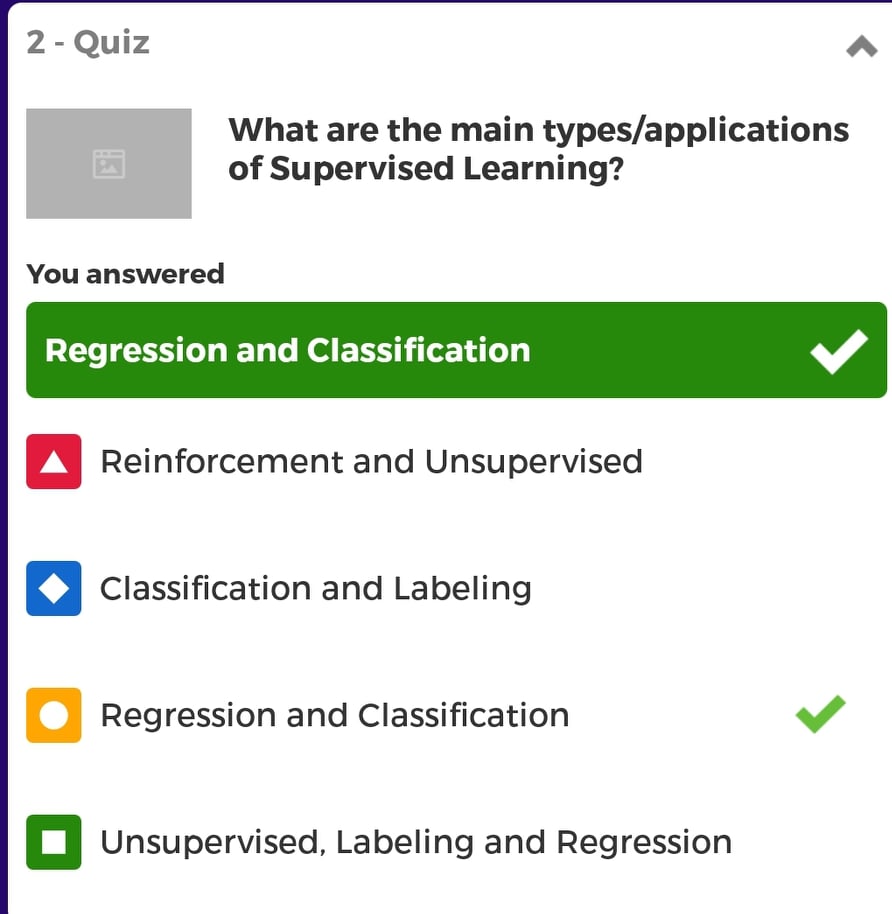 2 - Quiz
What are the main types/applications
of Supervised Learning?
You answered
Regression and Classification
Reinforcement and Unsupervised
Classification and Labeling
Regression and Classification
Unsupervised, Labeling and Regression